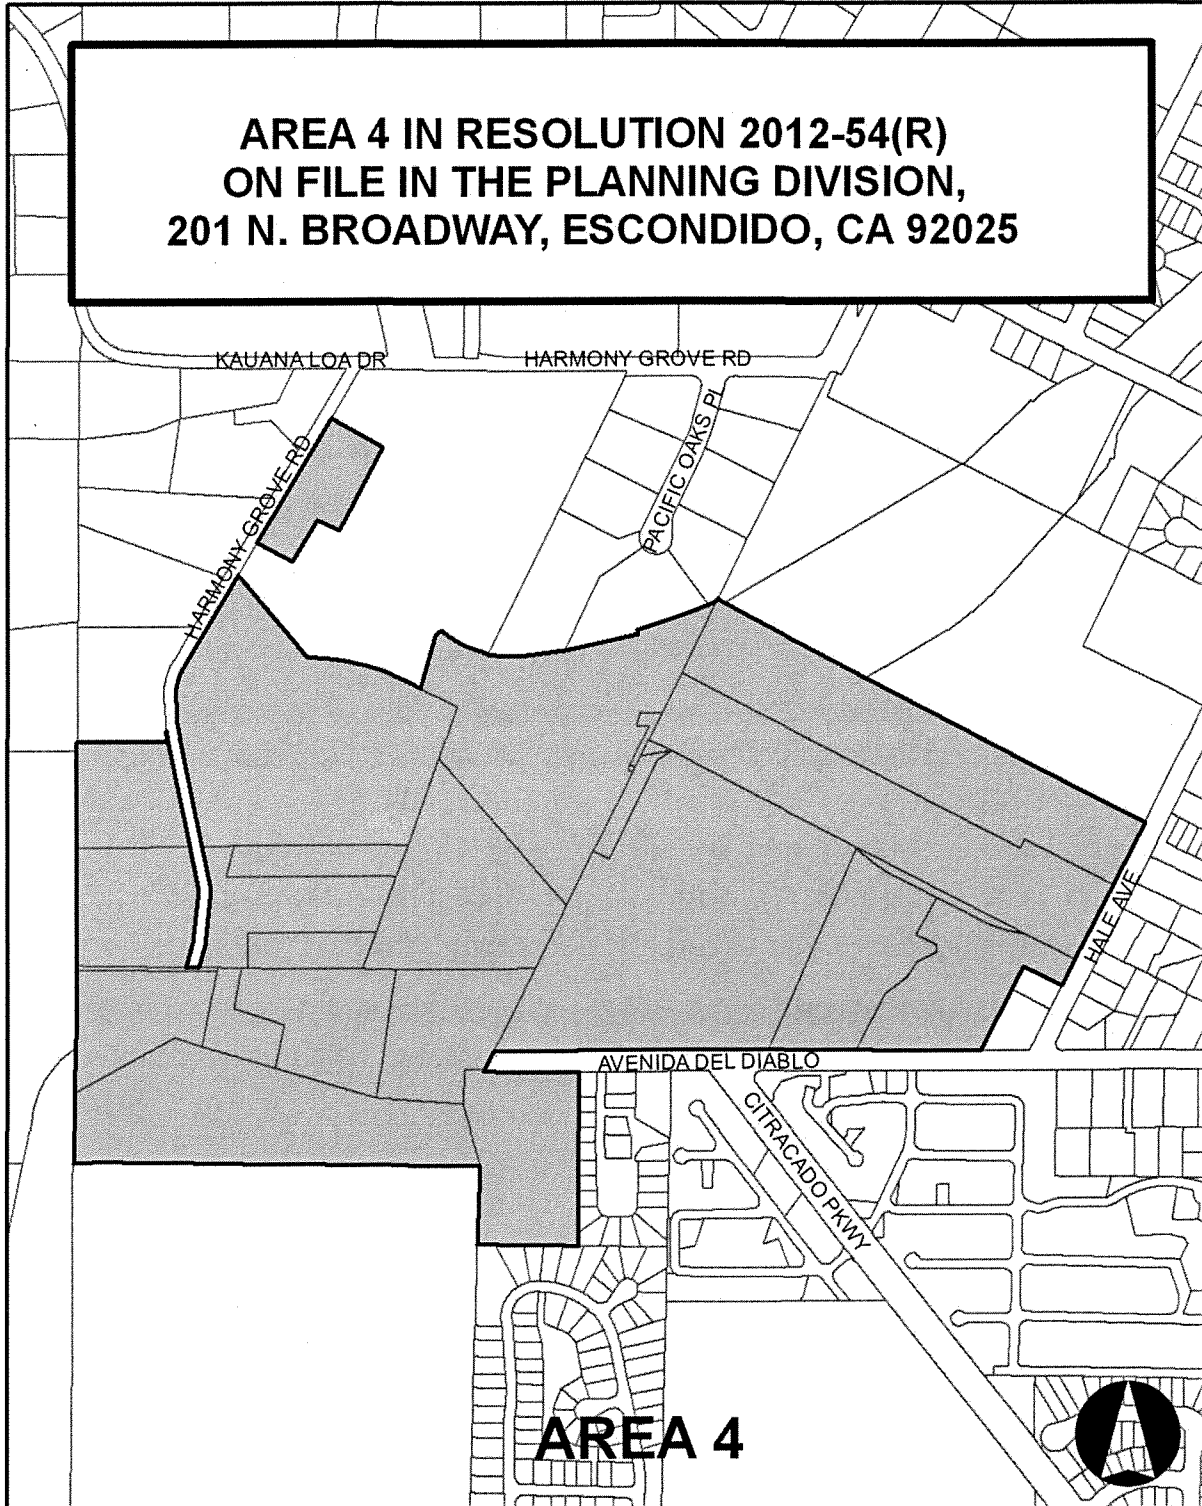 AREA 4 IN RESOLUTION 2012-54(R)
ON FILE IN THE PLANNING DIVISION,
201 N. BROADWAY, ESCONDIDO, CA 92025
KAUANA LOA DR
HARMONY GROVE RD
HARMONY GROVE RD
PACIFIC OAKS PL
HALE AVE
AVENIDA DEL DIABLO
CITRACADO PKWY
AREA 4